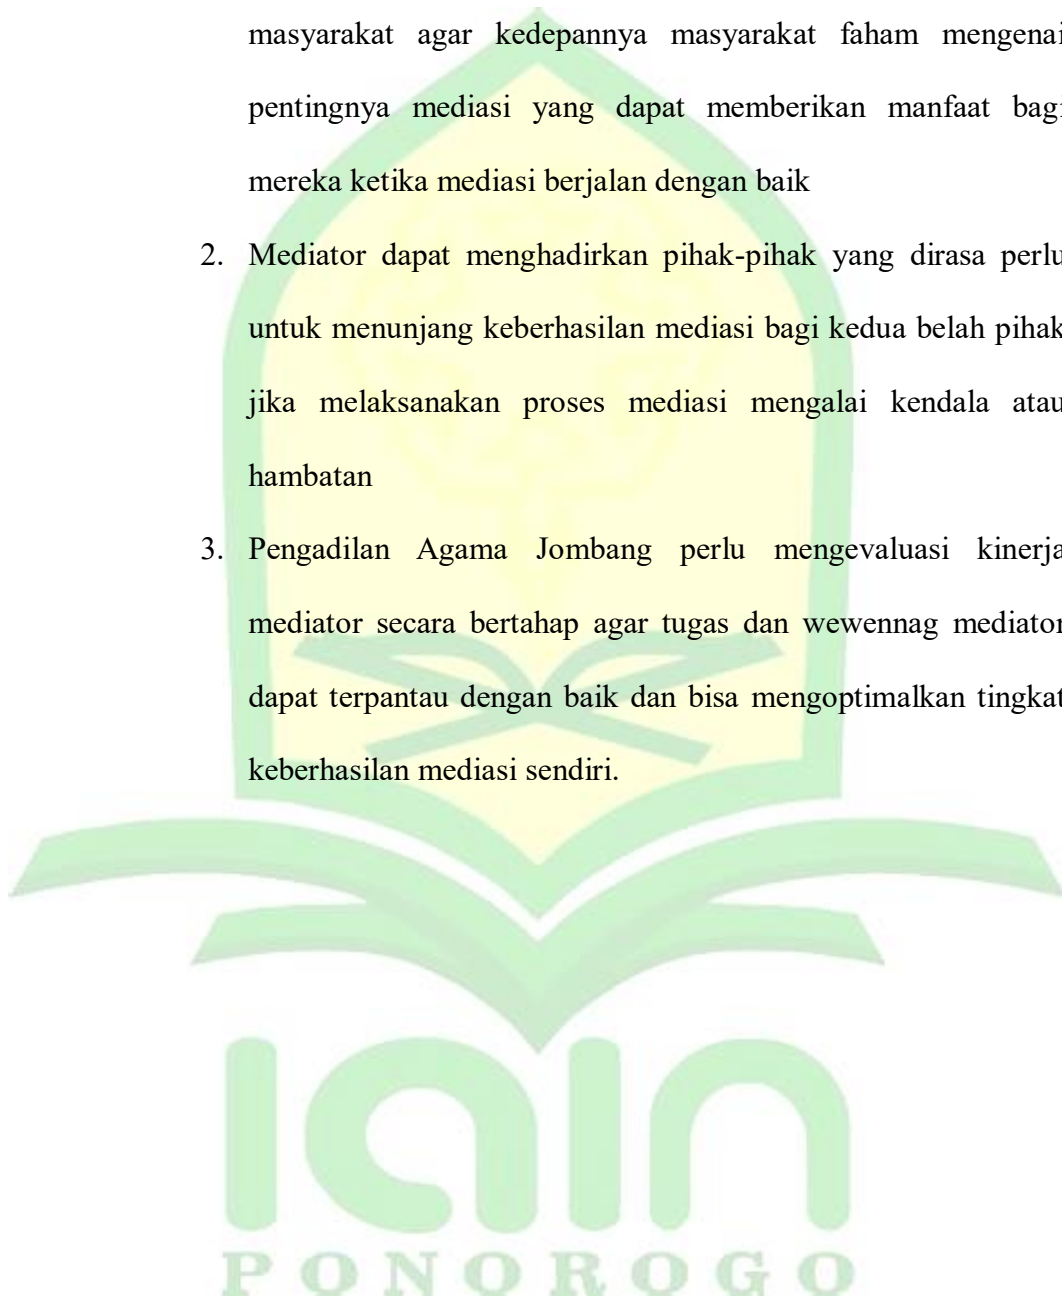 masyarakat agar kedepannya masyarakat faham mengenai
pentingnya mediasi yang dapat memberikan manfaat bagi
mereka ketika mediasi berjalan dengan baik
2. Mediator dapat menghadirkan pihak-pihak yang dirasa perlu
untuk menunjang keberhasilan mediasi bagi kedua belah pihak
jika melaksanakan proses mediasi mengalai kendala atau
hambatan
3. Pengadilan Agama Jombang perlu mengevaluasi kinerja
mediator secara bertahap agar tugas dan wewennag mediator
dapat terpantau dengan baik dan bisa mengoptimalkan tingkat
keberhasilan mediasi sendiri.
iain
PONOROGO